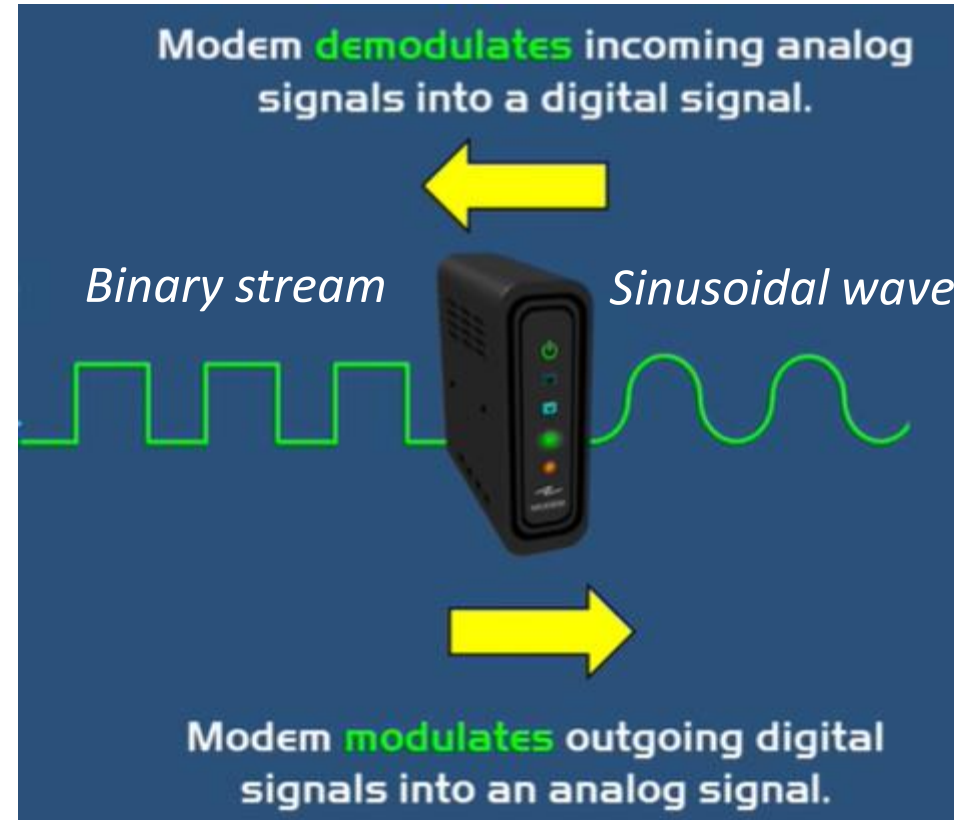 Modem demodulates incoming analog
signals into a digital signal.
Binary stream
Sinusoidal wave
Modem modulates outgoing digital
signals into an analog signal.